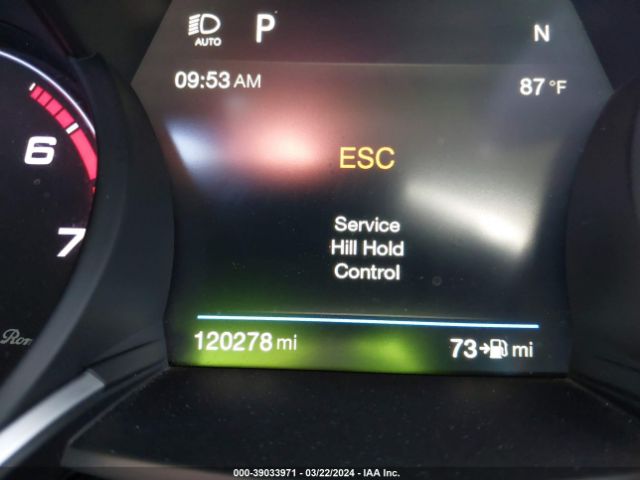 AUTO P N
09:53 AM 87 °F
6
ESC
Service
7
Hill Hold
Control
120278 mi 73 mi
000-39033971 - 03/22/2024 - IAA Inc.